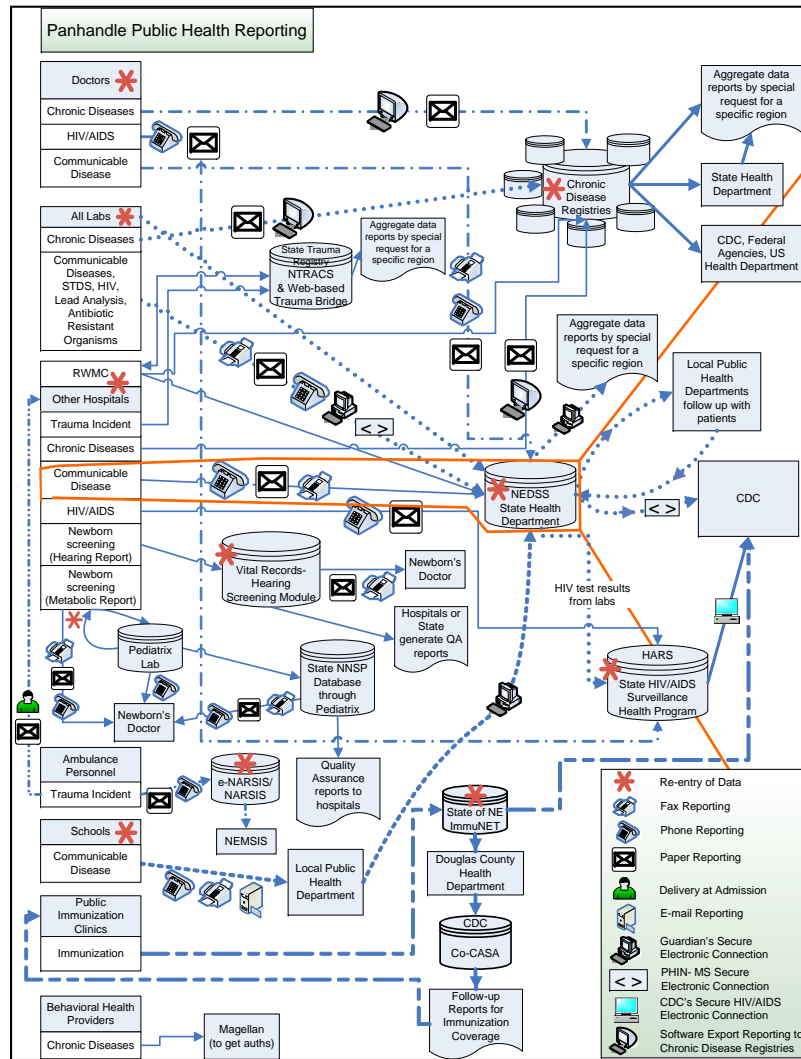 Panhandle Public Health Reporting
Doctors
Chronic Diseases
HIV/AIDS
Communicable
Disease
All Labs
Chronic Diseases
Communicable
Diseases,
STDS, HIV,
Lead Analysis,
Antibiotic
Resistant
Organisms
RWMC
Other Hospitals
Trauma Incident
Chronic Diseases
Communicable
Disease
HIV/AIDS
Newborn
screening
(Hearing Report)
Newborn
screening
(Metabolic Report)
State Trauma
Registry
NTRACS
& Web-based
Trauma Bridge
Aggregate data
reports by special
request for a
specific region
Chronic
Disease
Registries
Aggregate data
reports by special
request for a
specific region
State Health
Department
CDC, Federal
Agencies, US
Health Department
Aggregate data
reports by special
request for a
specific region
Local Public
Health
Departments
follow up with
patients
< >
NEDSS
State Health
Department
< >
CDC
Vital Records-
Hearing
Screening Module
Newborn's
Doctor
Hospitals or
State
generate QA
reports
HIV test results
from labs
HARS
State HIV/AIDS
Surveillance
Health Program
Pediatrix
Lab
State NNSP
Database
through
Pediatrix
Newborn's
Doctor
Quality
Assurance
reports to
hospitals
Ambulance
Personnel
Trauma Incident
e-NARSIS/
NARSIS
NEMSIS
Schools
Communicable
Disease
Local Public
Health
Department
State of NE
ImmuNET
Douglas County
Health
Department
CDC
Co-CASA
Follow-up
Reports for
Immunization
Coverage
Public
Immunization
Clinics
Immunization
Behavioral Health
Providers
Chronic Diseases
Magellan
(to get auths)
Re-entry of Data
Fax Reporting
Phone Reporting
Paper Reporting
Delivery at Admission
E-mail Reporting
Guardian's Secure
Electronic Connection
< >
PHIN- MS Secure
Electronic Connection
CDC's Secure HIV/AIDS
Electronic Connection
Software Export Reporting to
Chronic Disease Registries